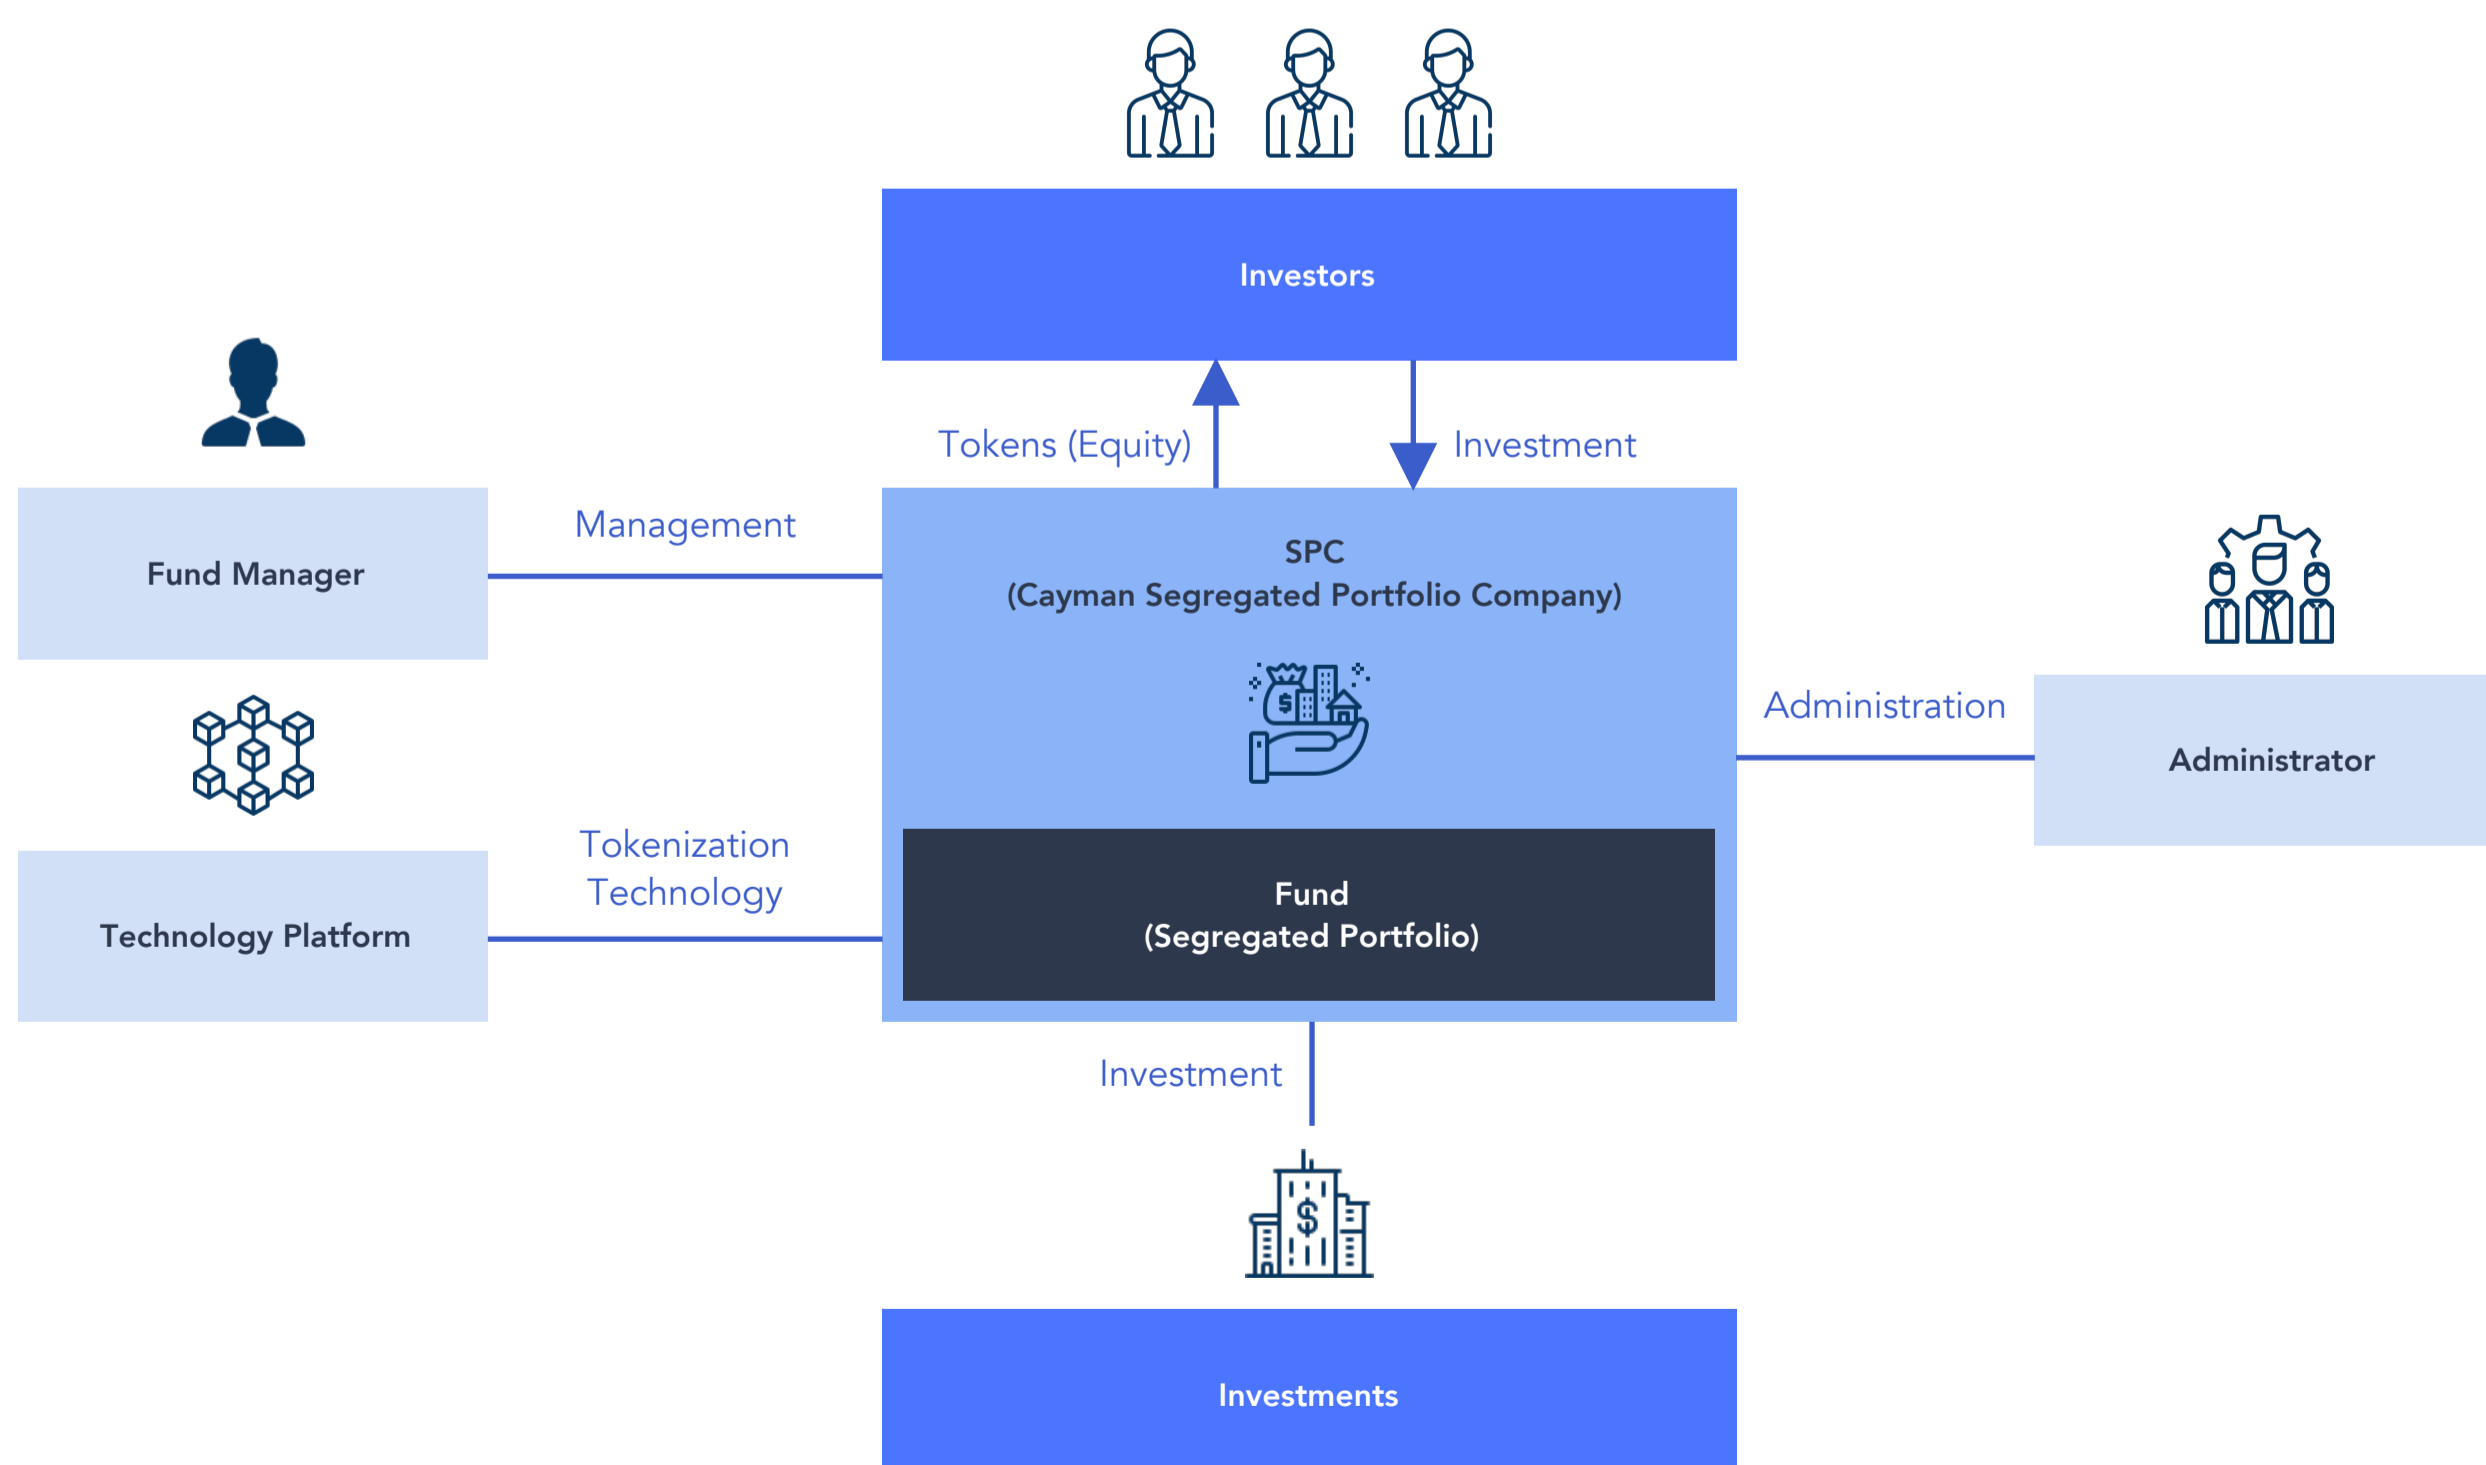 Investors
Tokens (Equity)
Investment
Fund Manager
Management
SPC
(Cayman Segregated Portfolio Company)
Administration
Administrator
Technology Platform
Tokenization
Technology
Fund
(Segregated Portfolio)
Investment
Investments